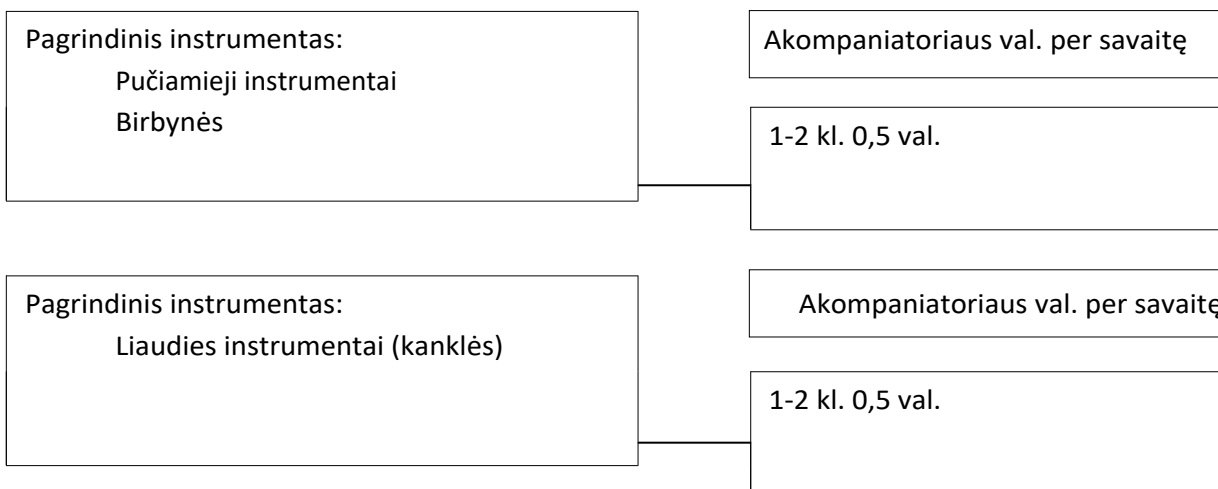 Pagrindinis instrumentas:
Pučiamieji instrumentai
Birbynės
Akompaniatoriaus val. per savaitę
1-2 kl. 0,5 val.
Pagrindinis instrumentas:
Liaudies instrumentai (kanklės)
Akompaniatoriaus val. per savaitę
1-2 kl. 0,5 val.